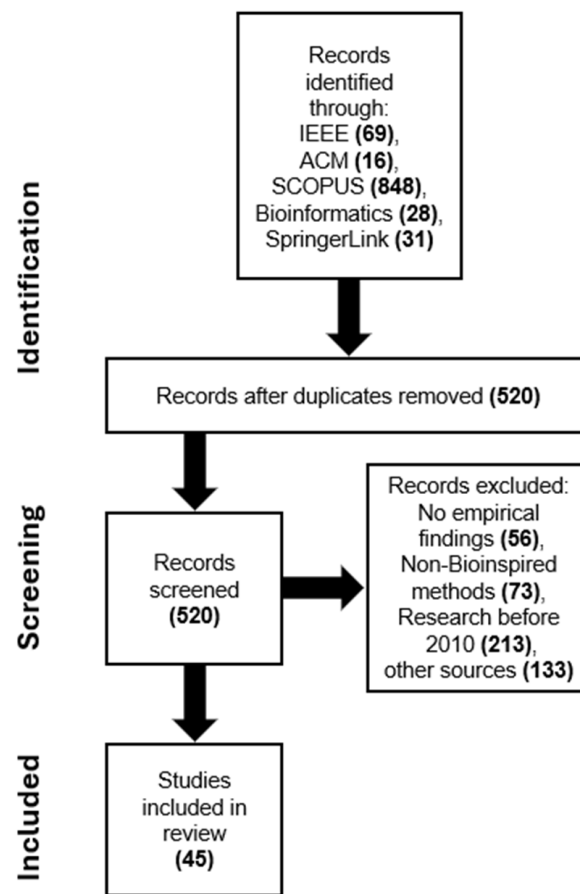 Identification
Records
identified
through:
IEEE (69),
ACM (16),
SCOPUS (848),
Bioinformatics (28),
SpringerLink (31)
Records after duplicates removed (520)
Screening
Records
screened
(520)
Records excluded:
No empirical
findings (56),
Non-Bioinspired
methods (73),
Research before
2010 (213),
other sources (133)
Included
Studies
included in
review
(45)